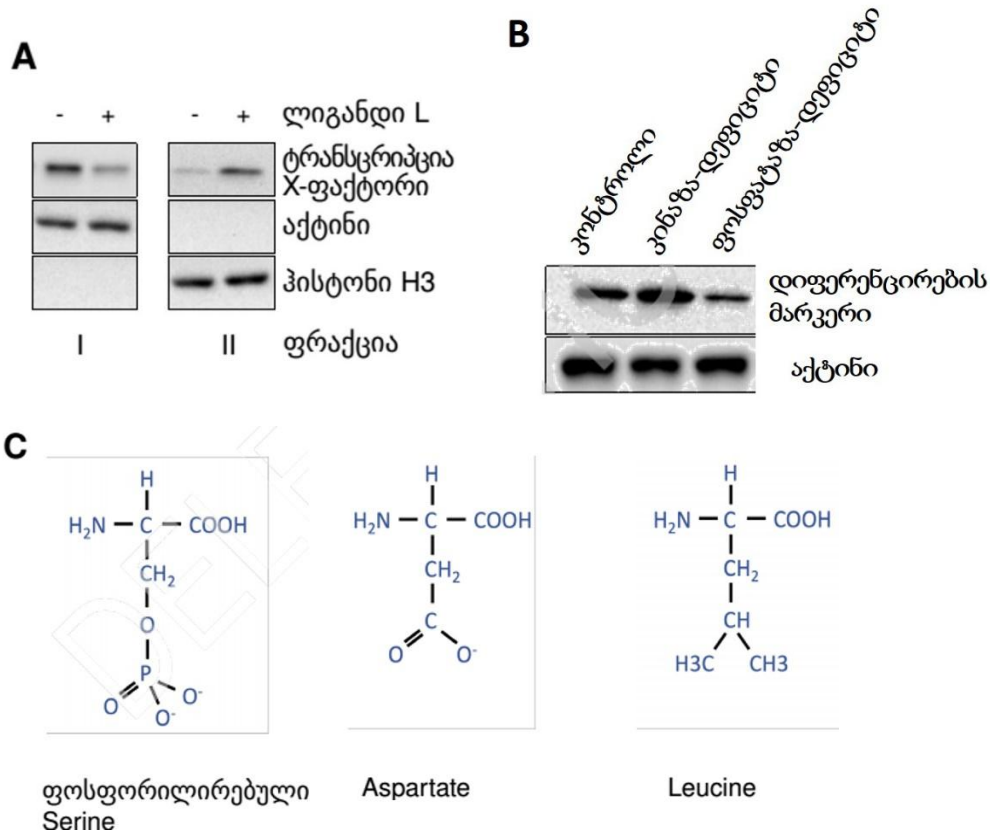 A
- + - + ლიგანდი L
ტრანსცრიპცია
X-ფაქტორი
აქტინი
ჰისტონი H3
I II ფრაქცია
B
კონტროლი
კინაზა-დეფიციტი
ფოსფატაზა-დეფიციტი
დიფერენცირების
მარკერი
აქტინი
C
H
H₂N — C — COOH
CH₂
O
P
O O⁻
O⁻
ფოსფორილირებული
Serine
H
H₂N — C — COOH
CH₂
C
O O⁻
Aspartate
H
H₂N — C — COOH
CH₂
CH
H3C CH3
Leucine